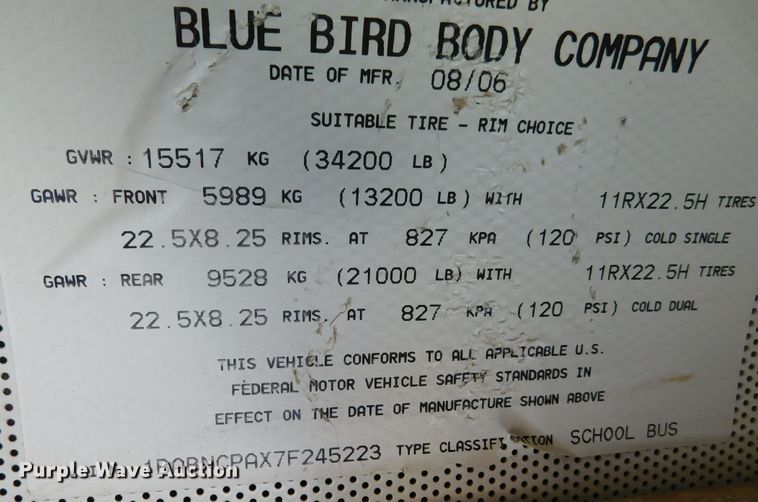 MANUFACTURED BY
BLUE BIRD BODY COMPANY
DATE OF MFR. 08/06
SUITABLE TIRE - RIM CHOICE
GVWR : 15517 KG (34200 LB)
GAWR : FRONT 5989 KG (13200 LB) WITH 11RX22.5H TIRES
22.5X8.25 RIMS. AT 827 KPA (120 PSI) COLD SINGLE
GAWR : REAR 9528 KG (21000 LB) WITH 11RX22.5H TIRES
22.5X8.25 RIMS. AT 827 KPA (120 PSI) COLD DUAL
THIS VEHICLE CONFORMS TO ALL APPLICABLE U.S.
FEDERAL MOTOR VEHICLE SAFETY STANDARDS IN
EFFECT ON THE DATE OF MANUFACTURE SHOWN ABOVE
TYPE CLASSIFICATION SCHOOL BUS
Purple Wave Auction